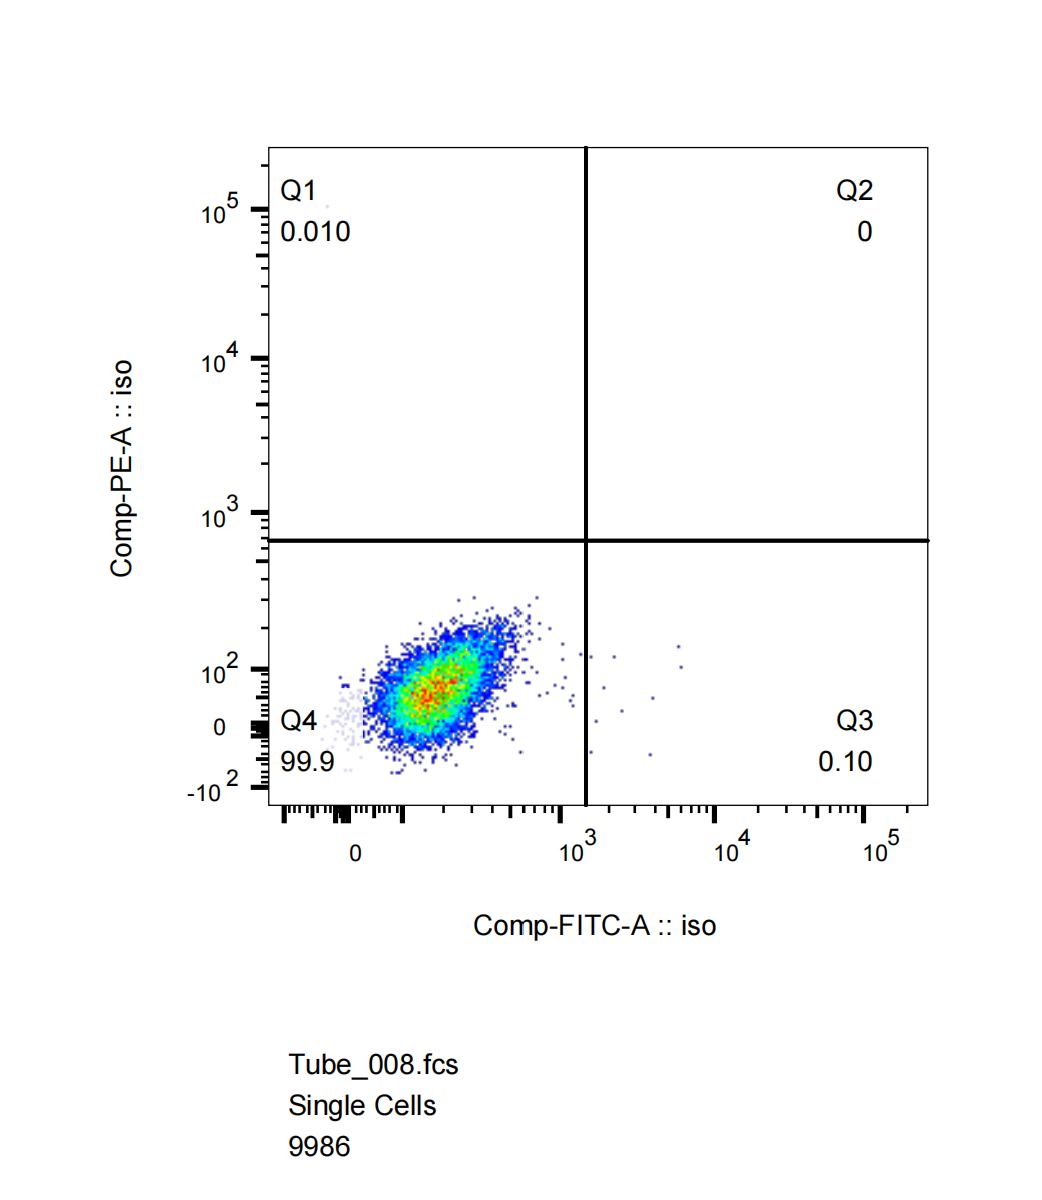 Q1
0.010
Q2
0
10^5
10^4
10^3
10^2
0
-10^2
Comp-PE-A :: iso
Q4
99.9
Q3
0.10
0
10^3
10^4
10^5
Comp-FITC-A :: iso
Tube_008.fcs
Single Cells
9986